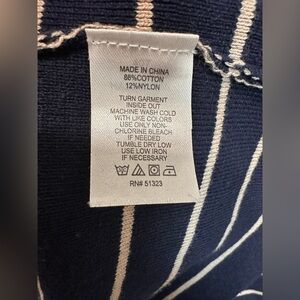 MADE IN CHINA
88%COTTON
12%NYLON
TURN GARMENT
INSIDE OUT
MACHINE WASH COLD
WITH LIKE COLORS
USE ONLY NON-
CHLORINE BLEACH
IF NEEDED
TUMBLE DRY LOW
USE LOW IRON
IF NECESSARY
RN# 51323